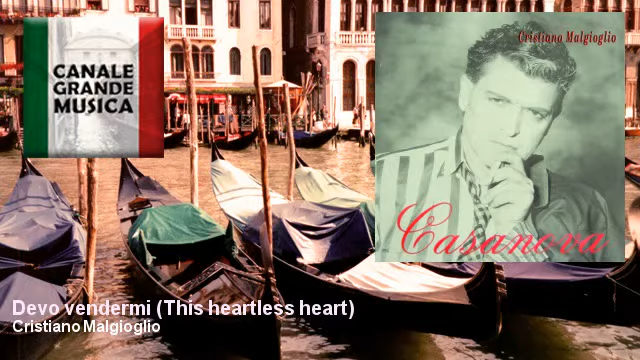 CANALE
GRANDE
MUSICA
Cristiano Malgioglio
Casanova
Devo vendermi (This heartless heart)
Cristiano Malgioglio